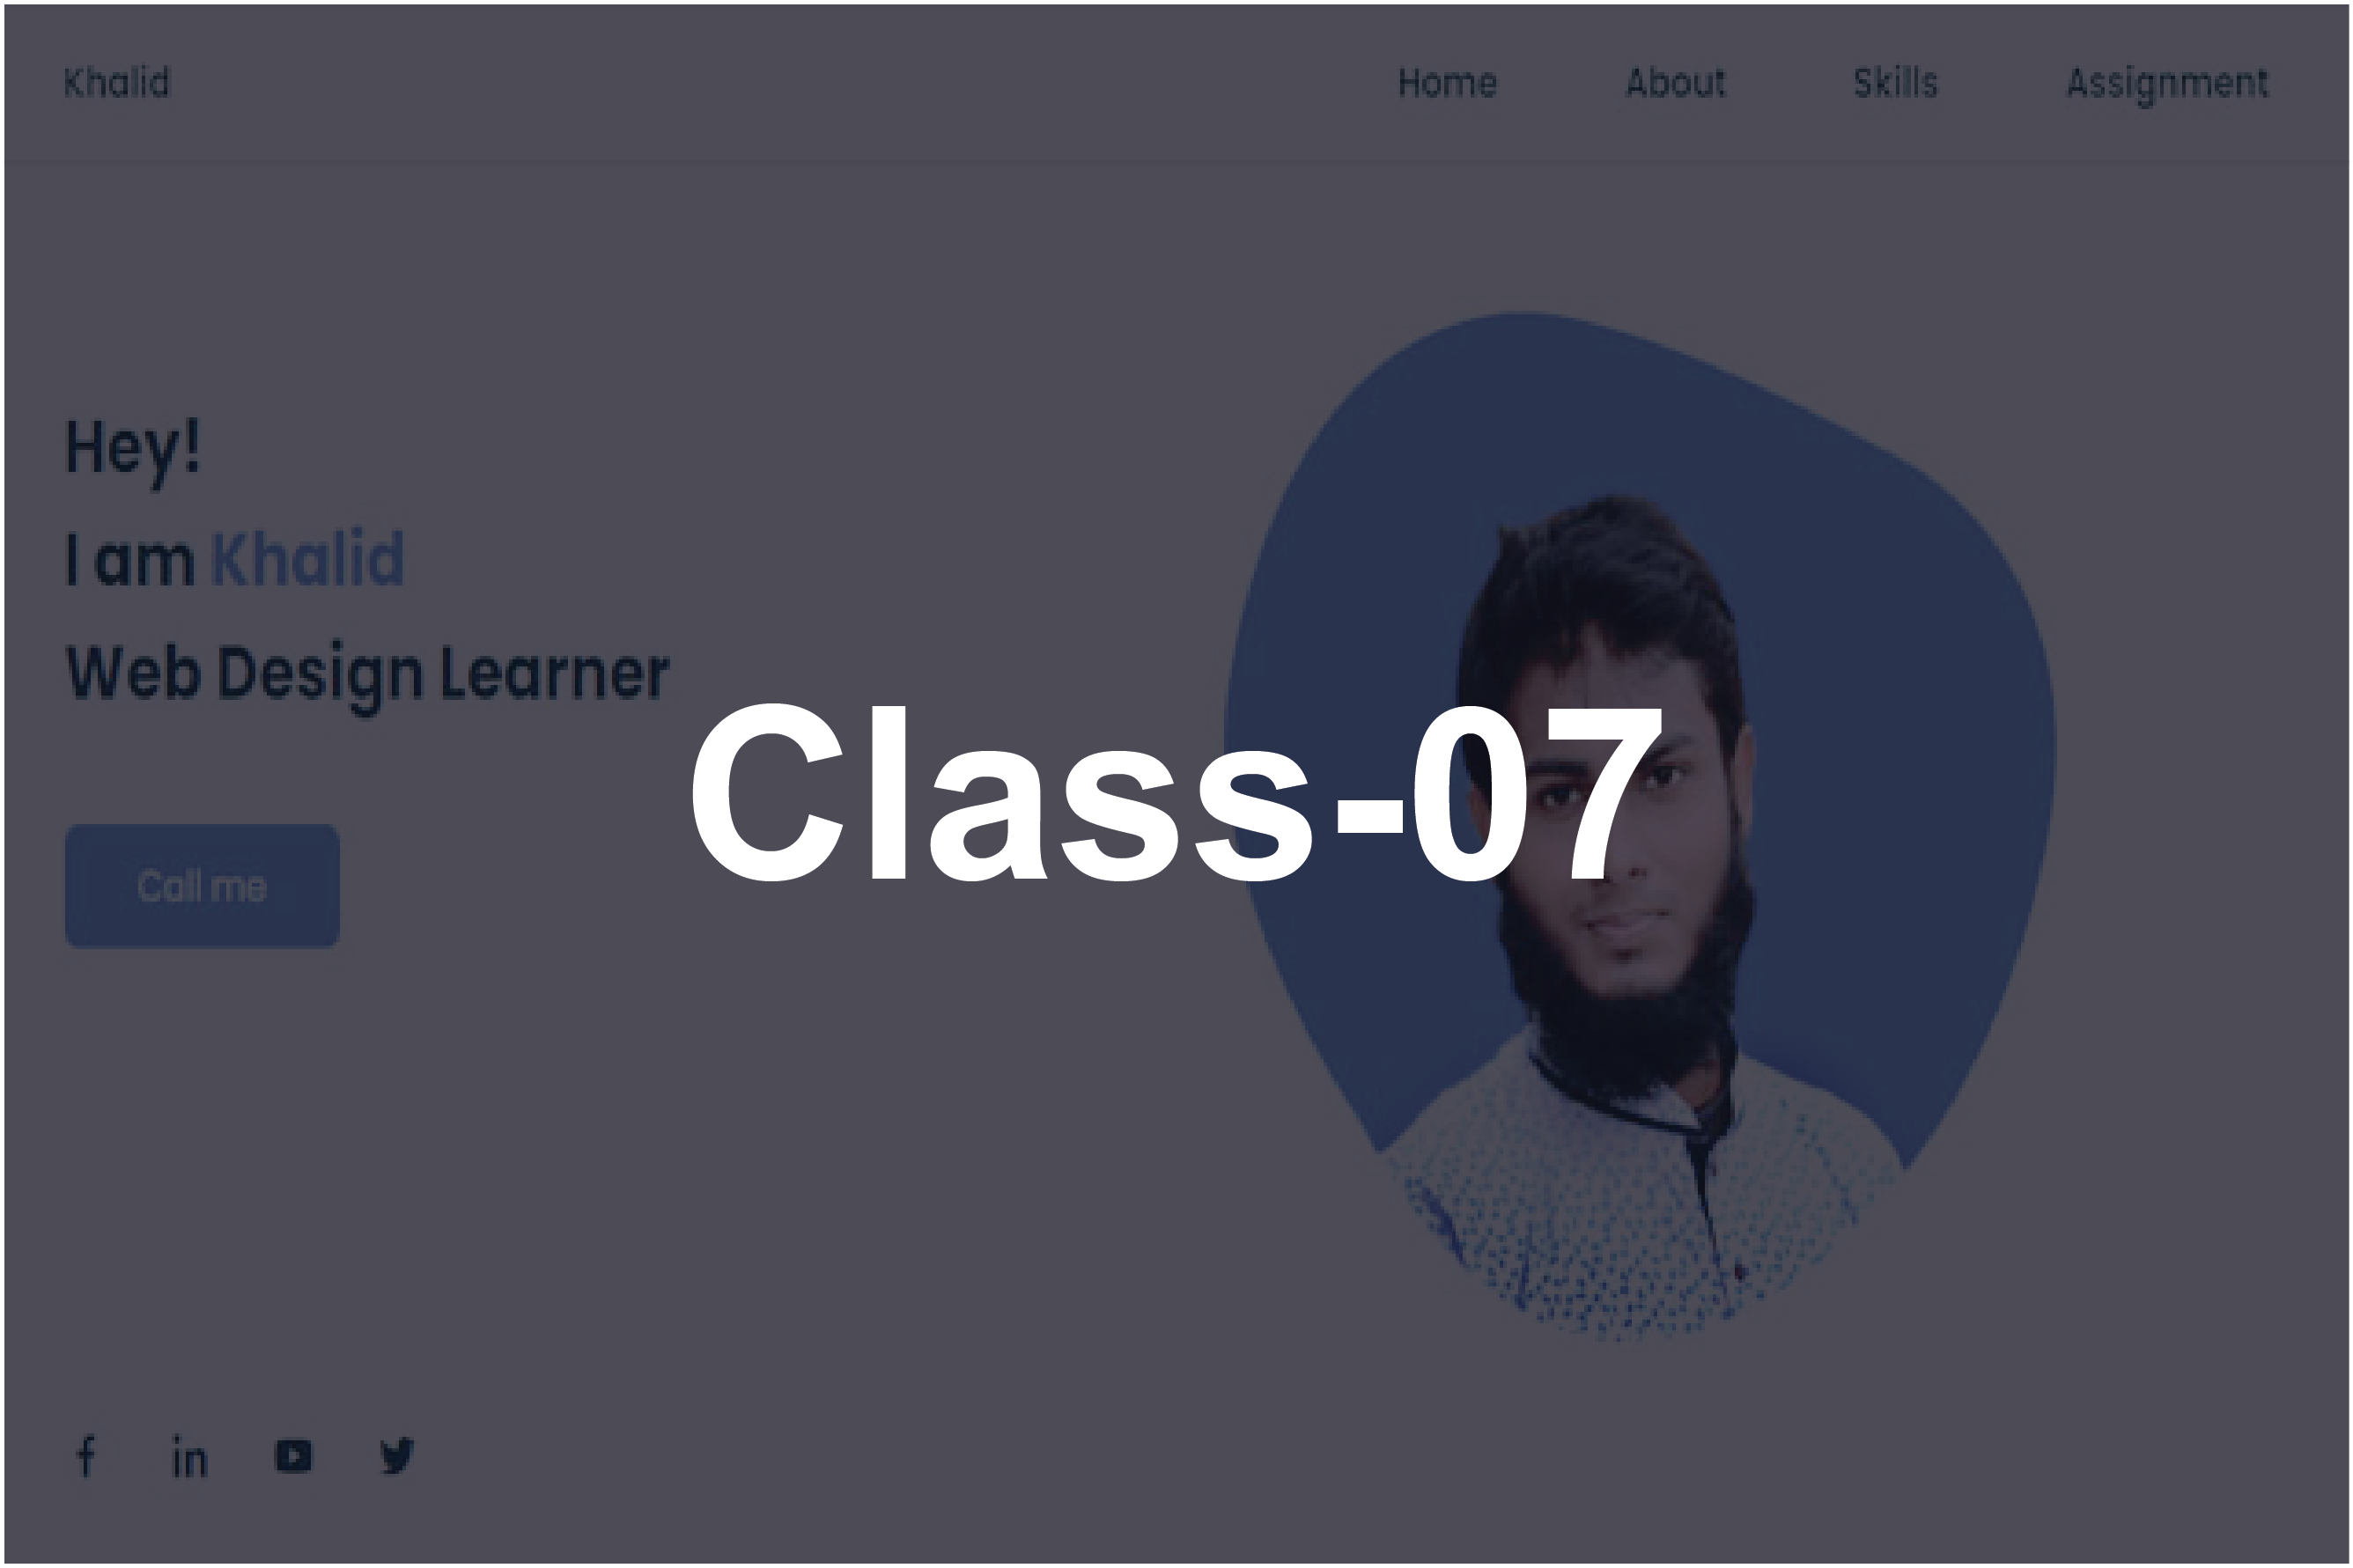 Khalid Home About Skills Assignment
Hey!
I am Khalid
Web Design Learner
Class-07
Call me